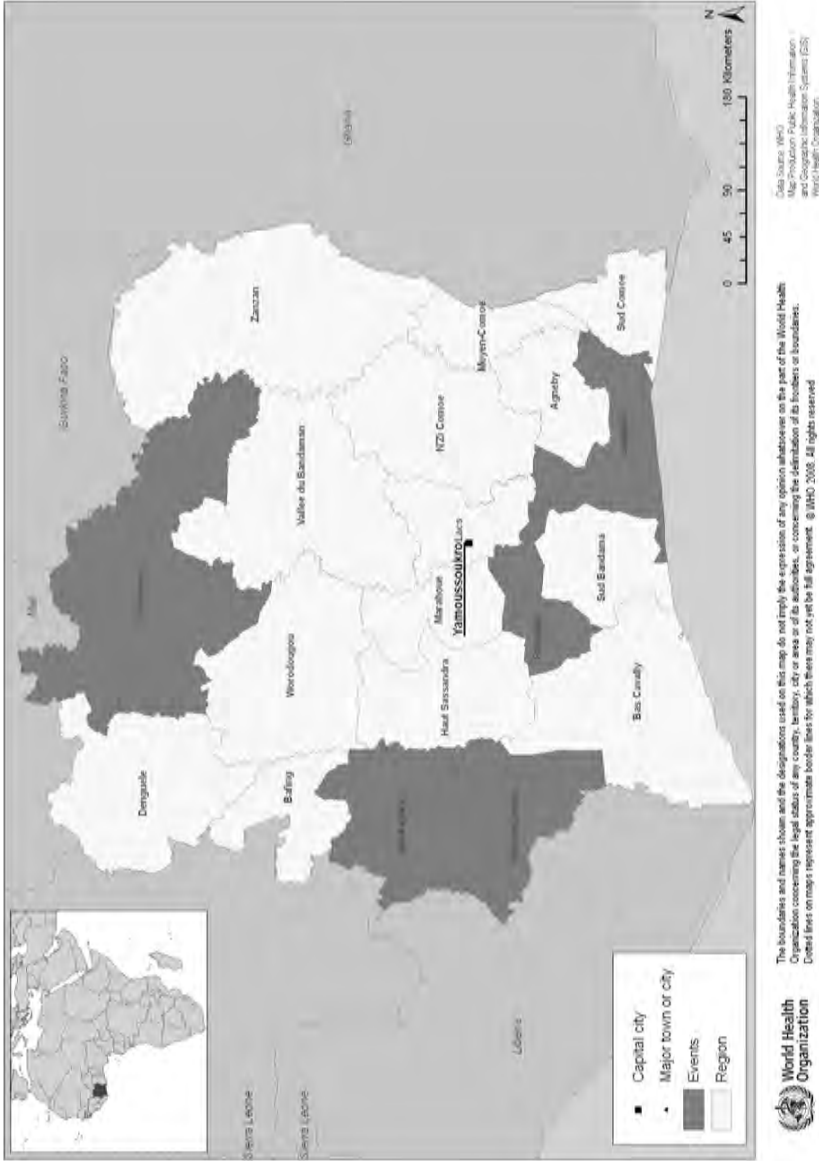 Sierra Leone
Sierra Leone
Liberia
Mali
Burkina Faso
Ghana
Denguele
Bafing
Worodougou
Vallee du Bandaman
Zanzan
Haut Sassandra
Marahoue
Yamoussoukro
Lacs
N'Zi Comoe
Moyen-Comoe
Agneby
Sud Comoe
Sud Bandama
Bas Cavally
Capital city
Major town or city
Events
Region
0 45 90 180 Kilometers
N
World Health
Organization
The boundaries and names shown and the designations used on this map do not imply the expression of any opinion whatsoever on the part of the World Health
Organization concerning the legal status of any country, territory, city or area or of its authorities, or concerning the delimitation of its frontiers or boundaries.
Dotted lines on maps represent approximate border lines for which there may not yet be full agreement. © WHO 2008. All rights reserved
Data Source: WHO
Map Production: Public Health Information
and Geographic Information Systems (GIS)
World Health Organization